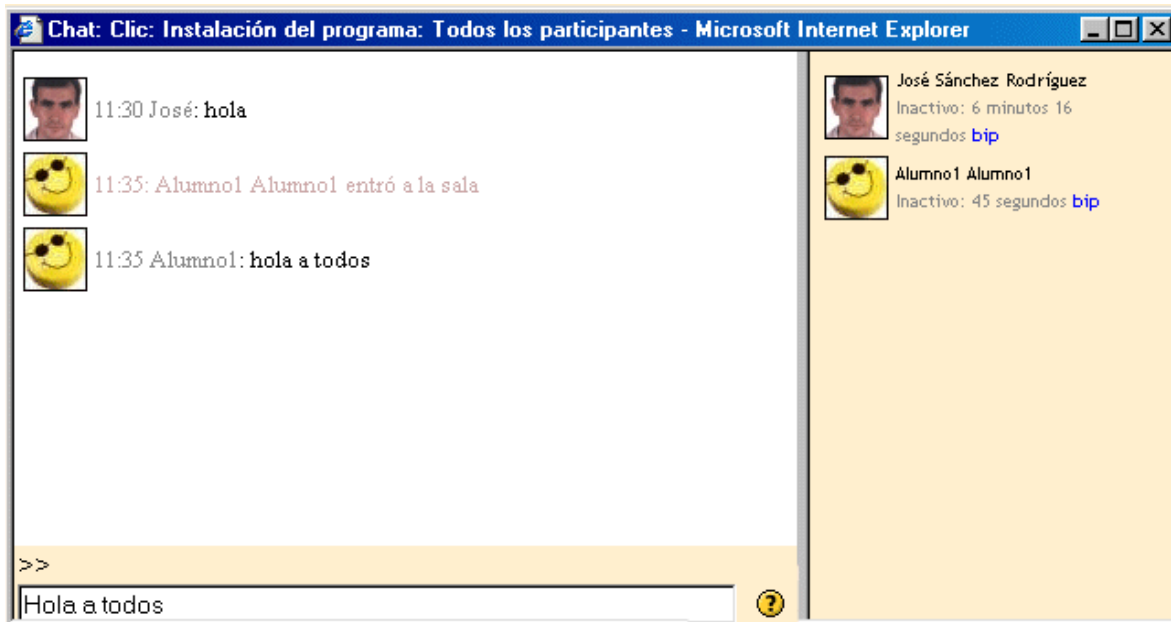 Chat: Clic: Instalación del programa: Todos los participantes - Microsoft Internet Explorer
11:30 José: hola
11:35: Alumno1 Alumno1 entró a la sala
11:35 Alumno1: hola a todos
>>
Hola a todos
?
José Sánchez Rodríguez
Inactivo: 6 minutos 16
segundos bip
Alumno1 Alumno1
Inactivo: 45 segundos bip